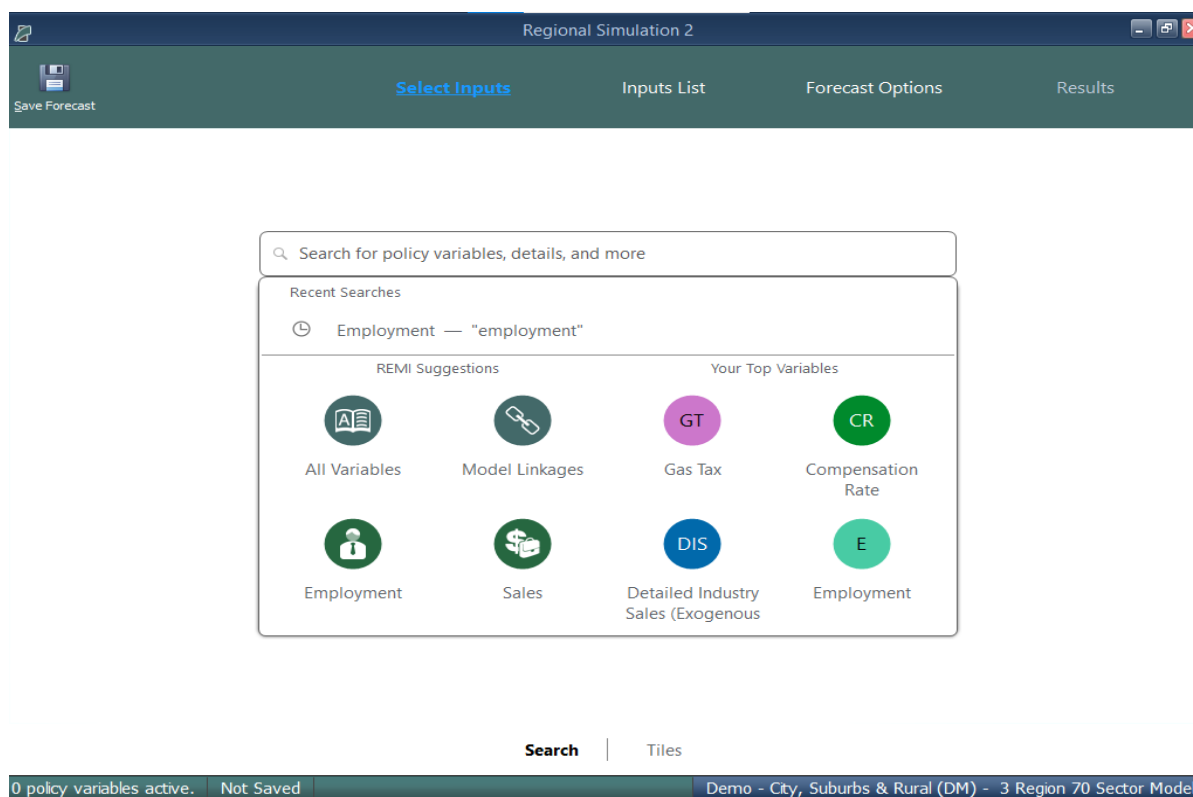 Regional Simulation 2
Save Forecast
Select Inputs
Inputs List
Forecast Options
Results
Search for policy variables, details, and more
Recent Searches
Employment — "employment"
REMI Suggestions
Your Top Variables
A
GT
CR
All Variables
Model Linkages
Gas Tax
Compensation
Rate
$
DIS
E
Employment
Sales
Detailed Industry
Sales (Exogenous
Employment
Search
Tiles
0 policy variables active.
Not Saved
Demo - City, Suburbs & Rural (DM) - 3 Region 70 Sector Mode